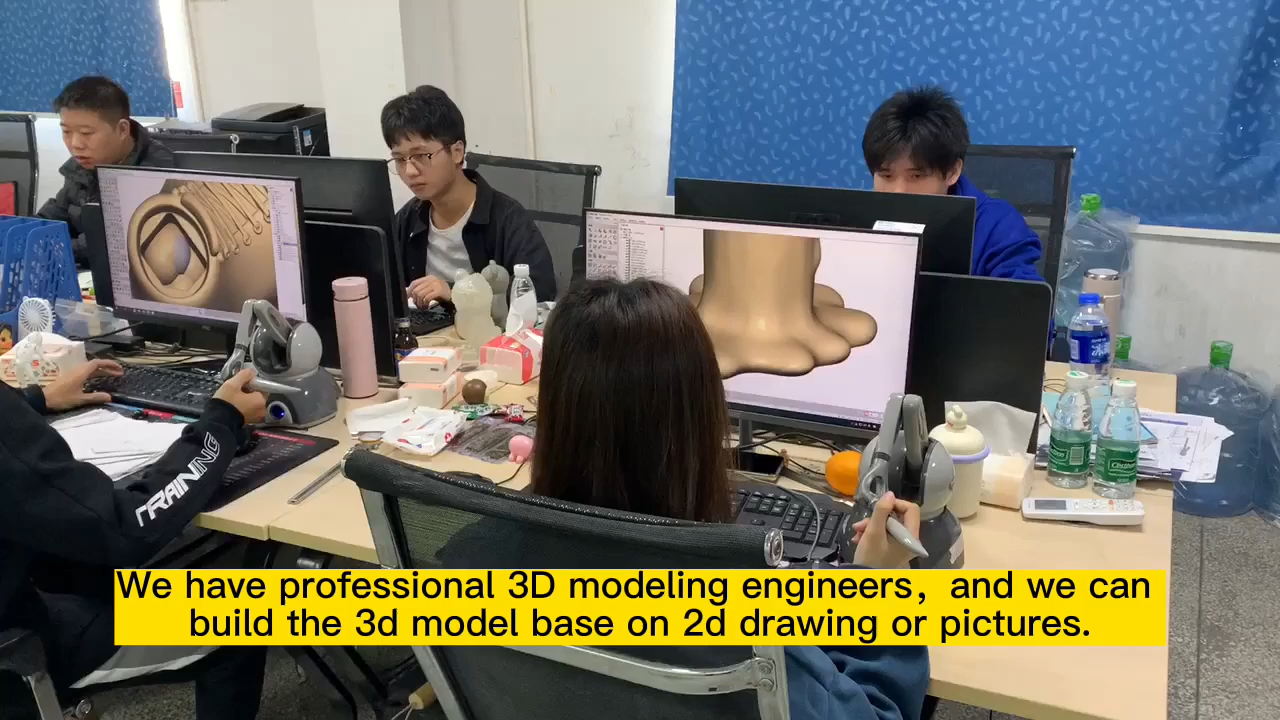 TRAINING
We have professional 3D modeling engineers, and we can
build the 3d model base on 2d drawing or pictures.